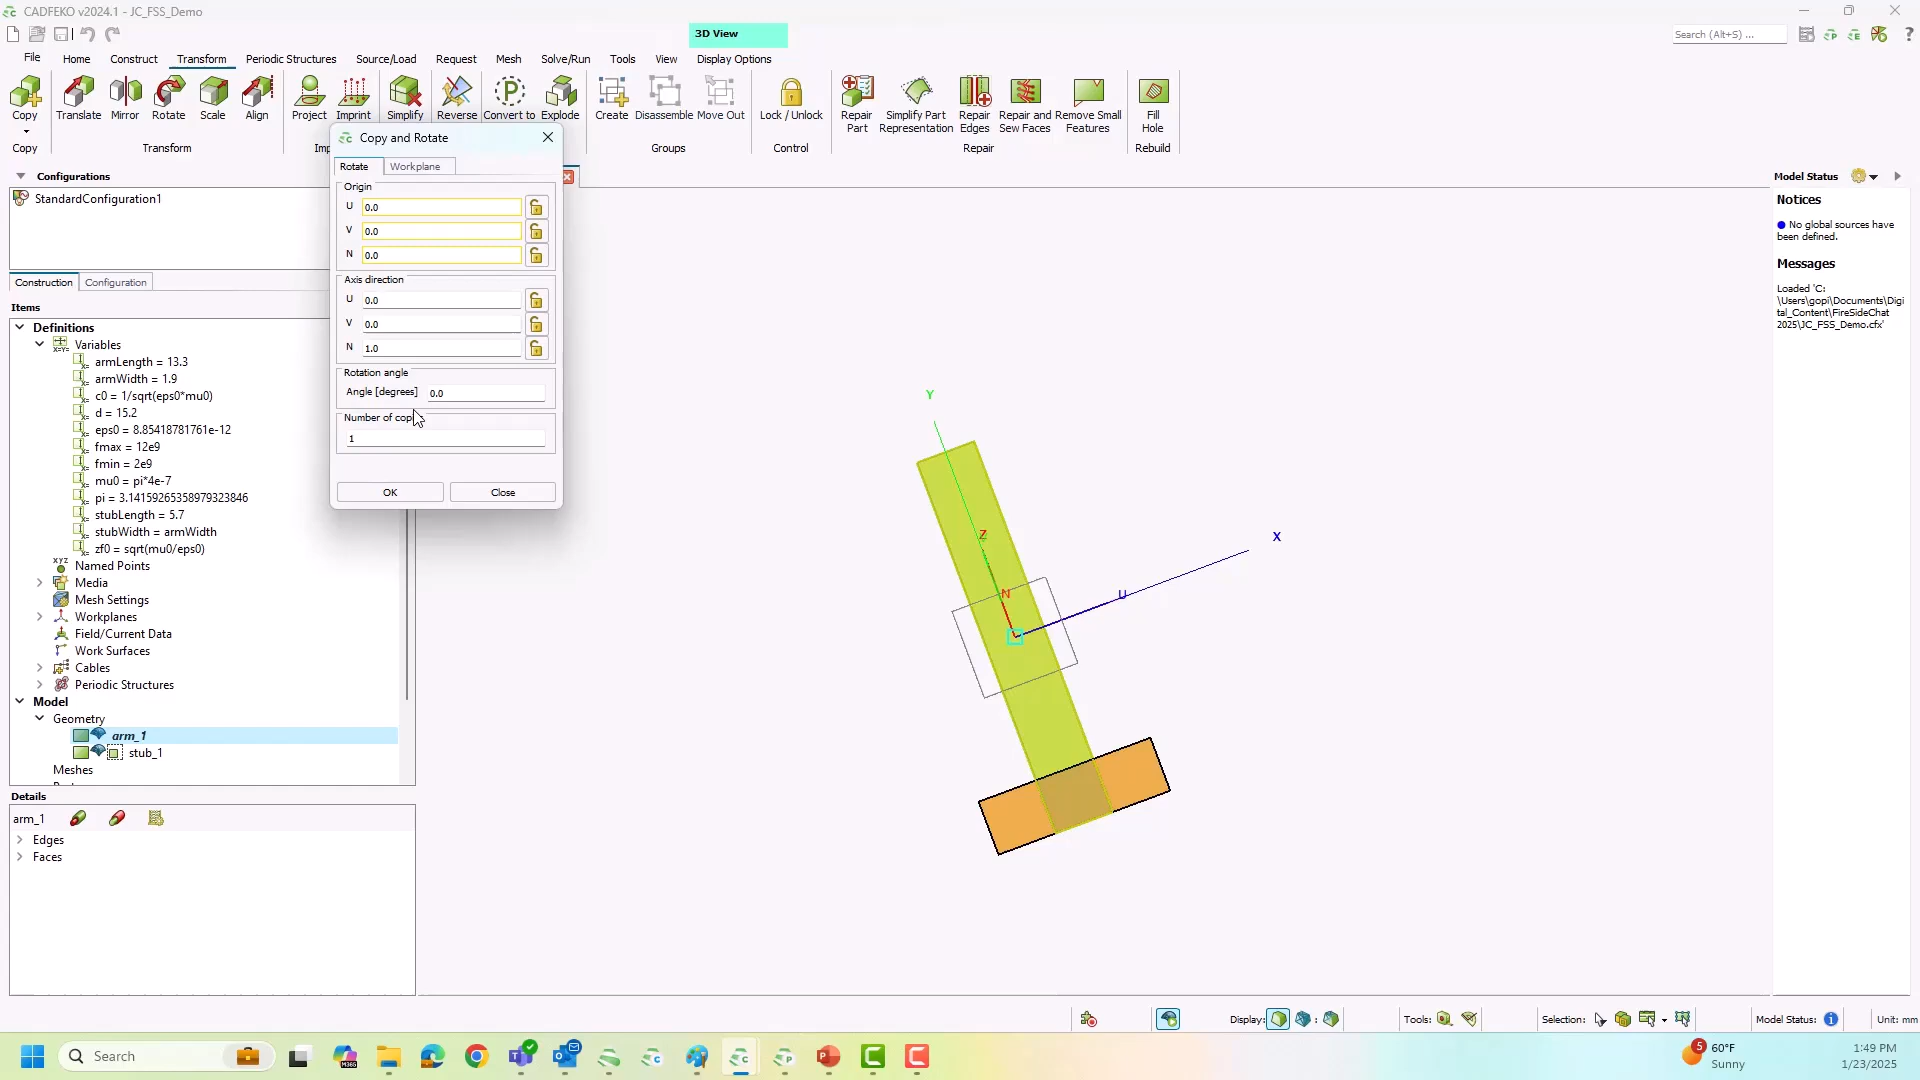 CADFEKO v2024.1 - JC_FSS_Demo
3D View
Search (Alt+S) ...
File
Home
Construct
Transform
Periodic Structures
Source/Load
Request
Mesh
Solve/Run
Tools
View
Display Options
Copy
Translate
Mirror
Rotate
Scale
Align
Project
Imprint
Simplify
Reverse
Convert to
Explode
Create
Disassemble
Move Out
Lock / Unlock
Repair
Part
Simplify Part
Representation
Repair
Edges
Repair and
Sew Faces
Remove Small
Features
Fill
Hole
Copy
Transform
Groups
Control
Repair
Rebuild
Configurations
StandardConfiguration1
Construction
Configuration
Items
Definitions
Variables
armLength = 13.3
armWidth = 1.9
c0 = 1/sqrt(eps0*mu0)
d = 15.2
eps0 = 8.85418781761e-12
fmax = 12e9
fmin = 2e9
mu0 = pi*4e-7
pi = 3.14159265358979323846
stubLength = 5.7
stubWidth = armWidth
zf0 = sqrt(mu0/eps0)
Named Points
Media
Mesh Settings
Workplanes
Field/Current Data
Work Surfaces
Cables
Periodic Structures
Model
Geometry
arm_1
stub_1
Meshes
Details
arm_1
Edges
Faces
Copy and Rotate
Rotate
Workplane
Origin
U 0.0
V 0.0
N 0.0
Axis direction
U 0.0
V 0.0
N 1.0
Rotation angle
Angle [degrees] 0.0
Number of cop
1
OK
Close
Y
Z
N
U
X
Model Status
Notices
No global sources have
been defined.
Messages
Loaded 'C:
\Users\gopi\Documents\Digi
tal_Content\FireSideChat
2025\JC_FSS_Demo.cfx'
Display:
Tools:
Selection:
Model Status:
Unit: mm
Search
5
60°F
Sunny
1:49 PM
1/23/2025